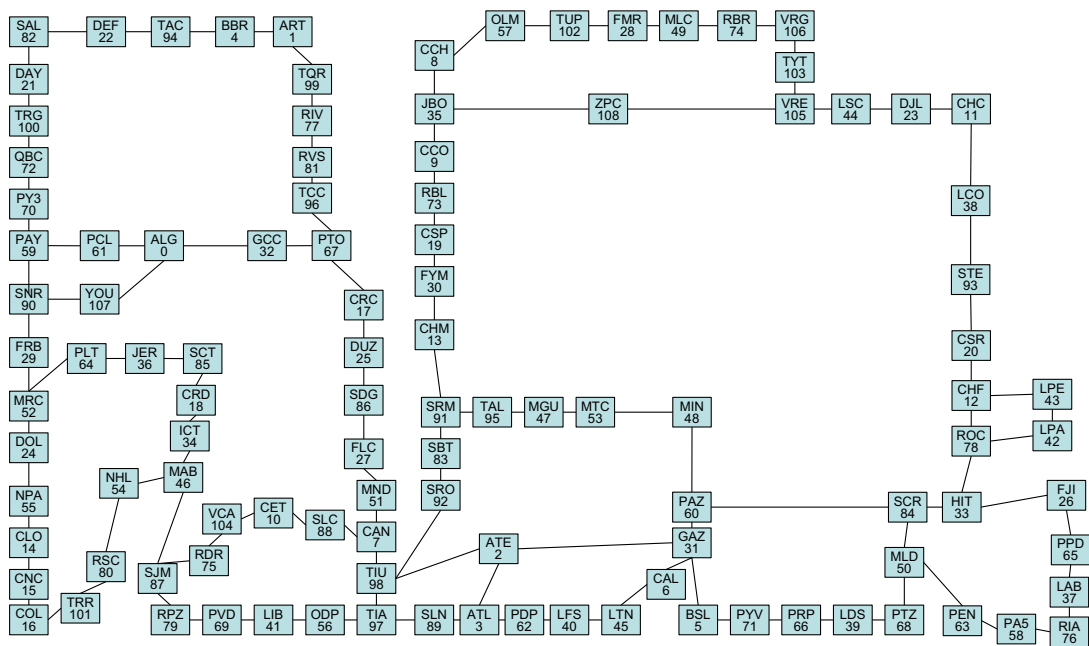 OLM
57
TUP
102
FMR
28
MLC
49
RBR
74
VRG
106
SAL
82
DEF
22
TAC
94
BBR
4
ART
1
CCH
8
TYT
103
DAY
21
TQR
99
JBO
35
ZPC
108
VRE
105
LSC
44
DJL
23
CHC
11
TRG
100
RIV
77
QBC
72
RVS
81
CCO
9
PY3
70
TCC
96
RBL
73
LCO
38
PAY
59
PCL
61
ALG
0
GCC
32
PTO
67
CSP
19
FYM
30
STE
93
SNR
90
YOU
107
CRC
17
CHM
13
FRB
29
PLT
64
JER
36
SCT
85
DUZ
25
CSR
20
MRC
52
CRD
18
SDG
86
SRM
91
TAL
95
MGU
47
MTC
53
MIN
48
CHF
12
LPE
43
DOL
24
ICT
34
FLC
27
SBT
83
ROC
78
LPA
42
NPA
55
NHL
54
MAB
46
MND
51
SRO
92
PAZ
60
SCR
84
HIT
33
FJI
26
CLO
14
VCA
104
CET
10
SLC
88
CAN
7
ATE
2
GAZ
31
PPD
65
CNC
15
RSC
80
SJM
87
RDR
75
TIU
98
CAL
6
MLD
50
LAB
37
COL
16
TRR
101
RPZ
79
PVD
69
LIB
41
ODP
56
TIA
97
SLN
89
ATL
3
PDP
62
LFS
40
LTN
45
BSL
5
PYV
71
PRP
66
LDS
39
PTZ
68
PEN
63
PA5
58
RIA
76